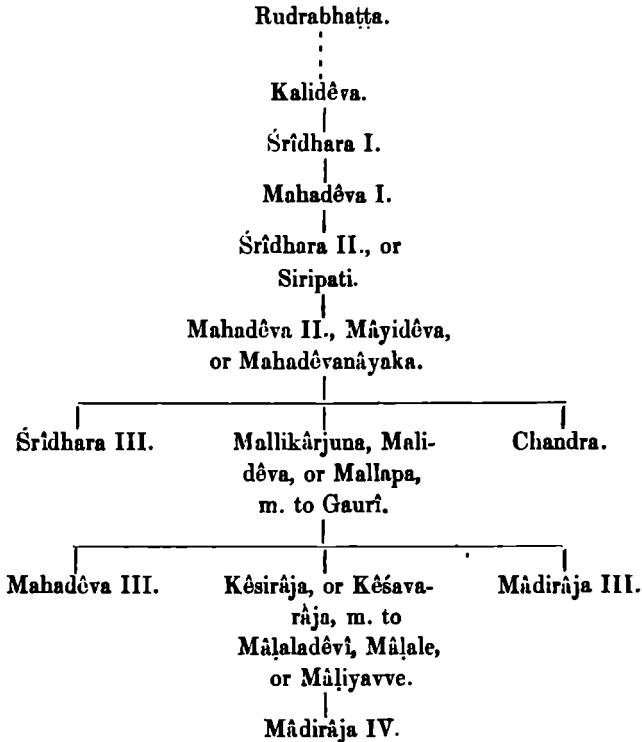 Rudrabhaṭṭa.
Kalidêva.
Śrîdhara I.
Mahadêva I.
Śrîdhara II., or
Siripati.
Mahadêva II., Mâyidêva,
or Mahadêvanâyaka.
Śrîdhara III. Mallikârjuna, Mali- Chandra.
dêva, or Mallapa,
m. to Gaurî.
Mahadêva III. Kêsirâja, or Kêśava- Mâdirâja III.
râja, m. to
Mâḷaladêvî, Mâḷale,
or Mâḷiyavve.
Mâdirâja IV.